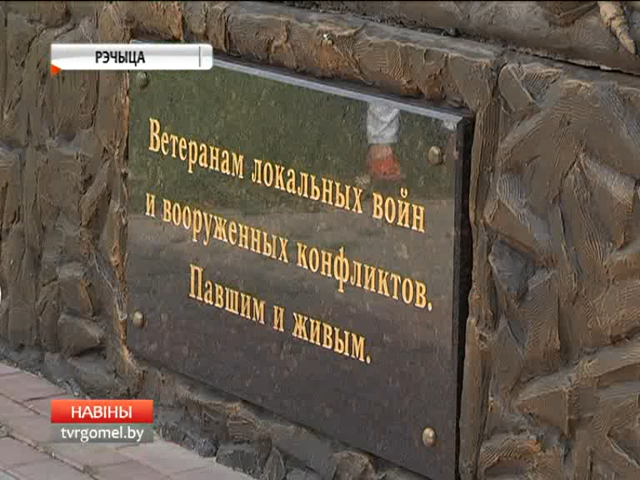 РЭЧЫЦА
Ветеранам локальных войн
и вооруженных конфликтов.
Павшим и живым.
НАВІНЫ
tvrgomel.by